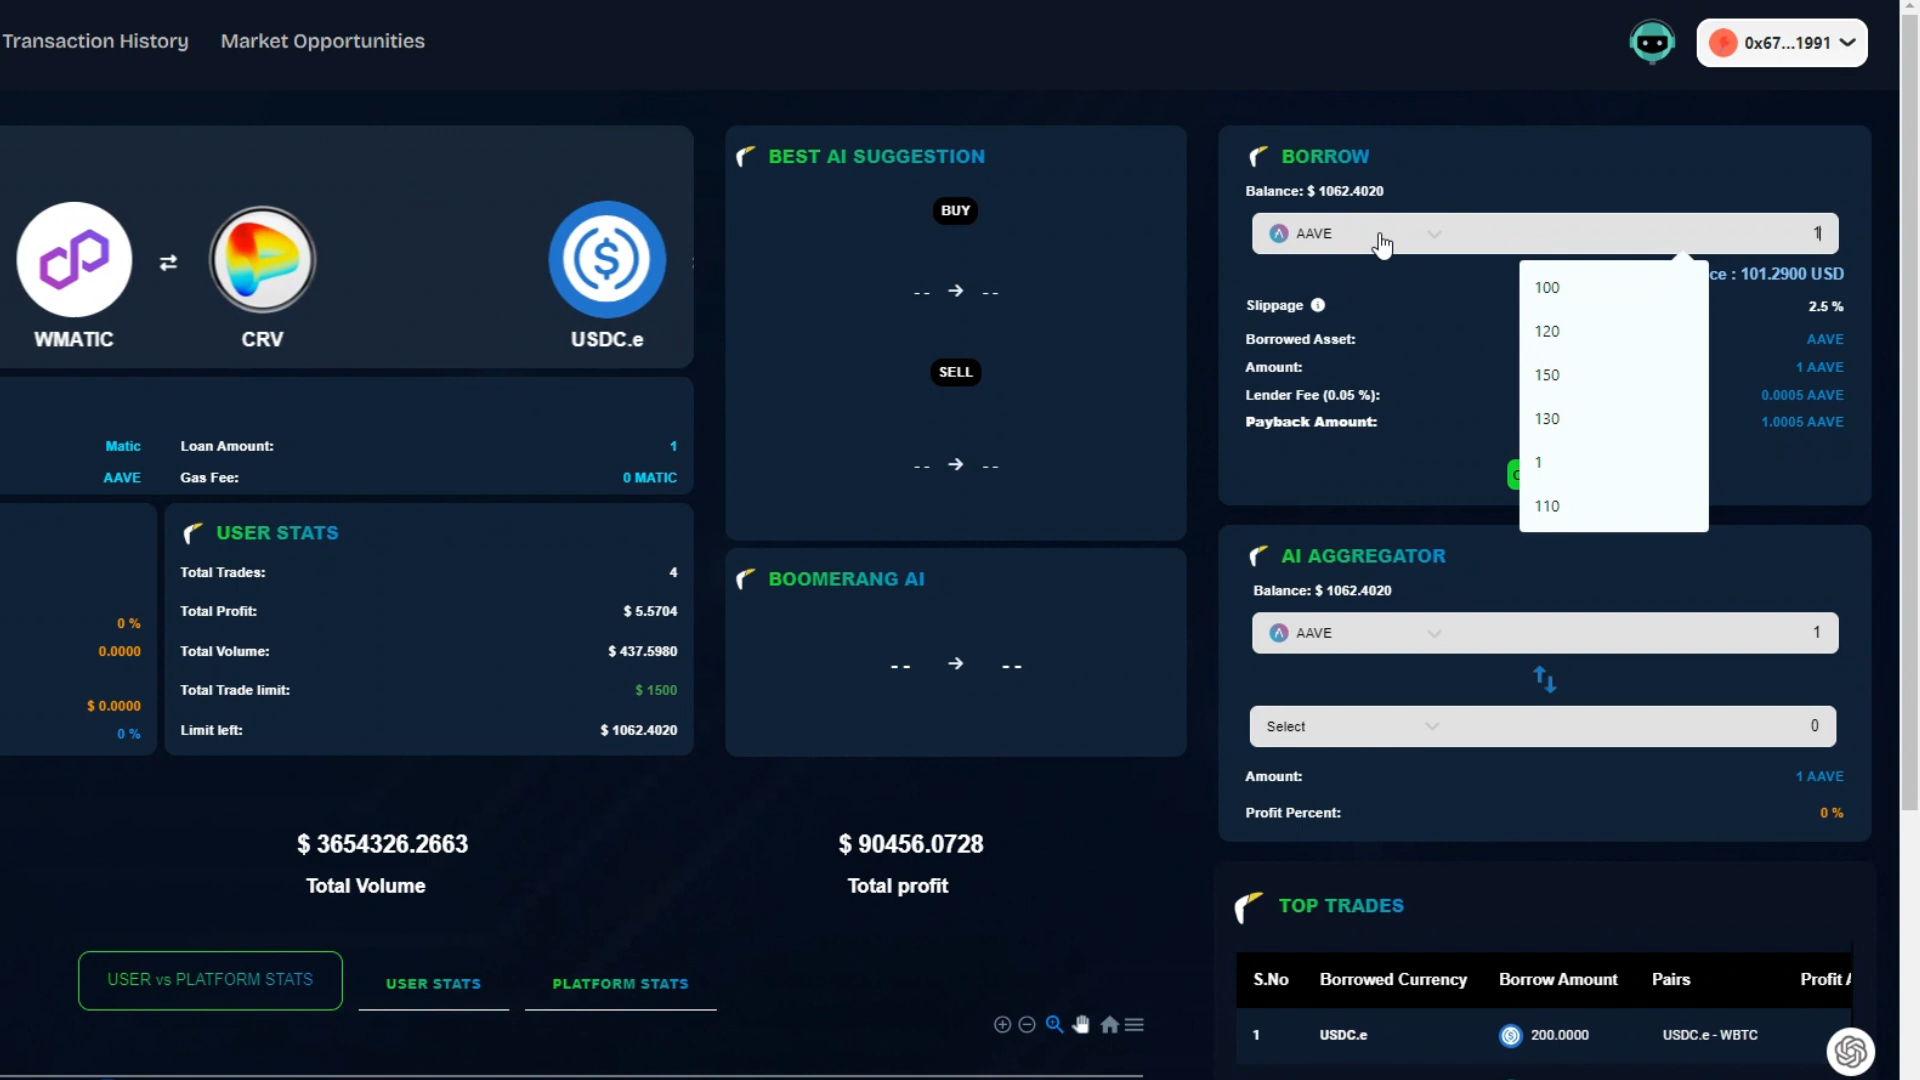 Transaction History
Market Opportunities
0x67...1991
WMATIC
CRV
USDC.e
Matic
Loan Amount:
1
AAVE
Gas Fee:
0 MATIC
0 %
0.0000
$ 0.0000
0 %
USER STATS
Total Trades:
4
Total Profit:
$ 5.5704
Total Volume:
$ 437.5980
Total Trade limit:
$ 1500
Limit left:
$ 1062.4020
BEST AI SUGGESTION
BUY
-- → --
SELL
-- → --
BOOMERANG AI
-- → --
BORROW
Balance: $ 1062.4020
AAVE
1
ce : 101.2900 USD
Slippage
2.5 %
Borrowed Asset:
AAVE
Amount:
1 AAVE
Lender Fee (0.05 %):
0.0005 AAVE
Payback Amount:
1.0005 AAVE
100
120
150
130
1
110
AI AGGREGATOR
Balance: $ 1062.4020
AAVE
1
Select
0
Amount:
1 AAVE
Profit Percent:
0 %
$ 3654326.2663
Total Volume
$ 90456.0728
Total profit
USER vs PLATFORM STATS
USER STATS
PLATFORM STATS
TOP TRADES
S.No
Borrowed Currency
Borrow Amount
Pairs
Profit
1
USDC.e
200.0000
USDC.e - WBTC